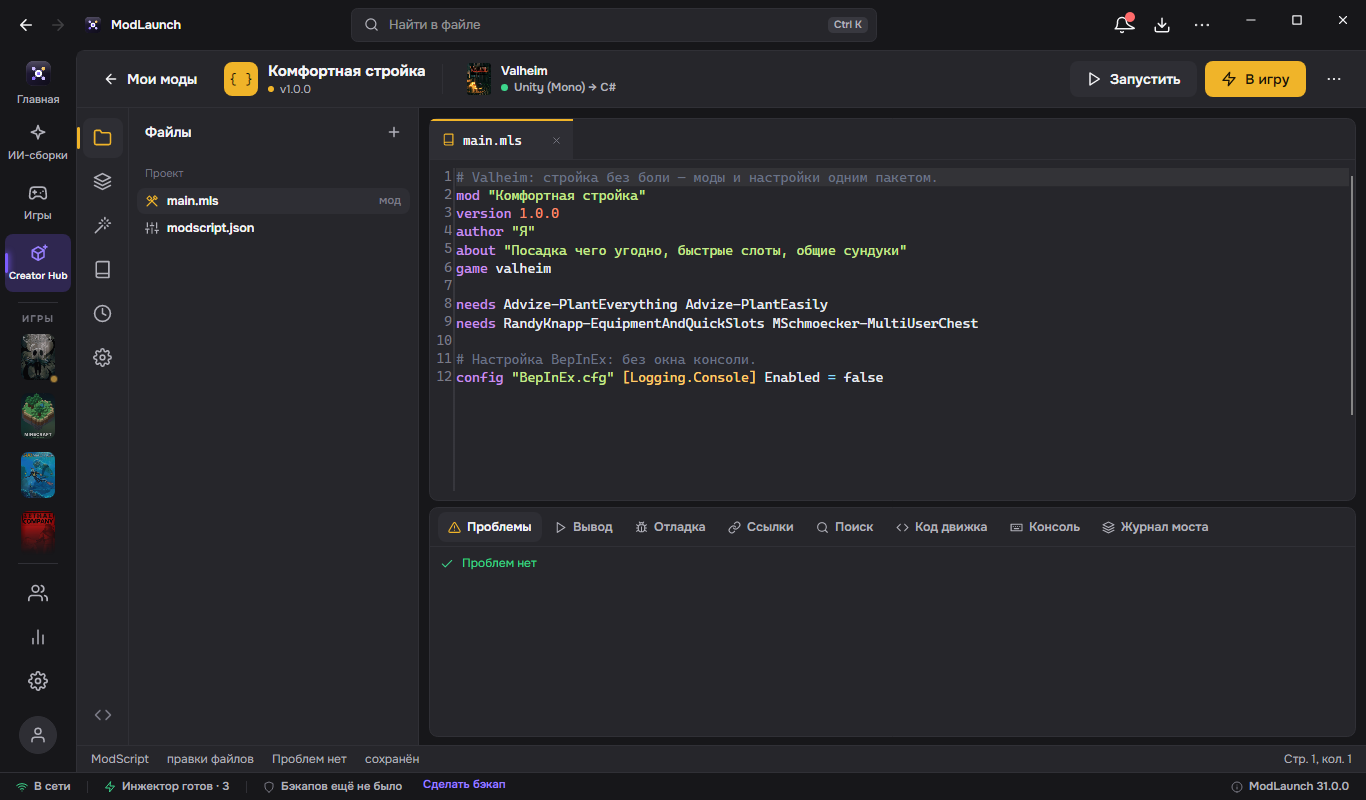 ModLaunch
Найти в файле
Ctrl K
Главная
ИИ-сборки
Игры
Creator Hub
ИГРЫ
MINECRAFT
LETHAL COMPANY
Мои моды
{ }
Комфортная стройка
v1.0.0
Valheim
Unity (Mono) → C#
Запустить
В игру
Файлы
Проект
main.mls
мод
modscript.json
main.mls
1 # Valheim: стройка без боли — моды и настройки одним пакетом.
2 mod "Комфортная стройка"
3 version 1.0.0
4 author "Я"
5 about "Посадка чего угодно, быстрые слоты, общие сундуки"
6 game valheim
7
8 needs Advize-PlantEverything Advize-PlantEasily
9 needs RandyKnapp-EquipmentAndQuickSlots MSchmoecker-MultiUserChest
10
11 # Настройка BepInEx: без окна консоли.
12 config "BepInEx.cfg" [Logging.Console] Enabled = false
Проблемы
Вывод
Отладка
Ссылки
Поиск
Код движка
Консоль
Журнал моста
Проблем нет
ModScript
правки файлов
Проблем нет
сохранён
Стр. 1, кол. 1
В сети
Инжектор готов · 3
Бэкапов ещё не было
Сделать бэкап
ModLaunch 31.0.0